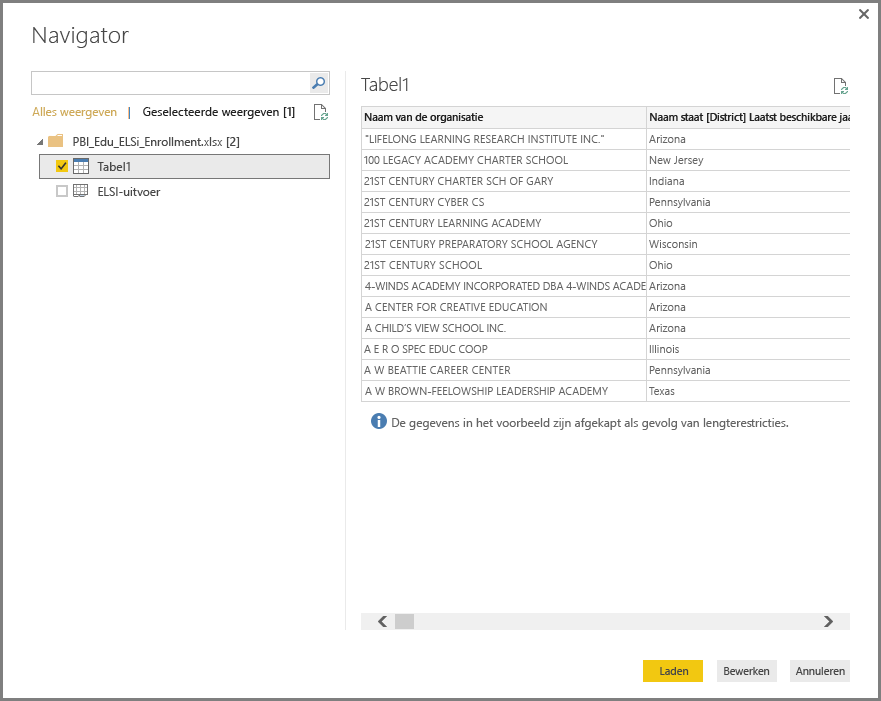 Navigator
Alles weergeven | Geselecteerde weergeven [1]
PBI_Edu_ELSi_Enrollment.xlsx [2]
Tabel1
ELSI-uitvoer
Tabel1
Naam van de organisatie Naam staat [District] Laatst beschikbare jaa
"LIFELONG LEARNING RESEARCH INSTITUTE INC." Arizona
100 LEGACY ACADEMY CHARTER SCHOOL New Jersey
21ST CENTURY CHARTER SCH OF GARY Indiana
21ST CENTURY CYBER CS Pennsylvania
21ST CENTURY LEARNING ACADEMY Ohio
21ST CENTURY PREPARATORY SCHOOL AGENCY Wisconsin
21ST CENTURY SCHOOL Ohio
4-WINDS ACADEMY INCORPORATED DBA 4-WINDS ACADE Arizona
A CENTER FOR CREATIVE EDUCATION Arizona
A CHILD'S VIEW SCHOOL INC. Arizona
A E R O SPEC EDUC COOP Illinois
A W BEATTIE CAREER CENTER Pennsylvania
A W BROWN-FEELOWSHIP LEADERSHIP ACADEMY Texas
De gegevens in het voorbeeld zijn afgekapt als gevolg van lengterestricties.
Laden Bewerken Annuleren